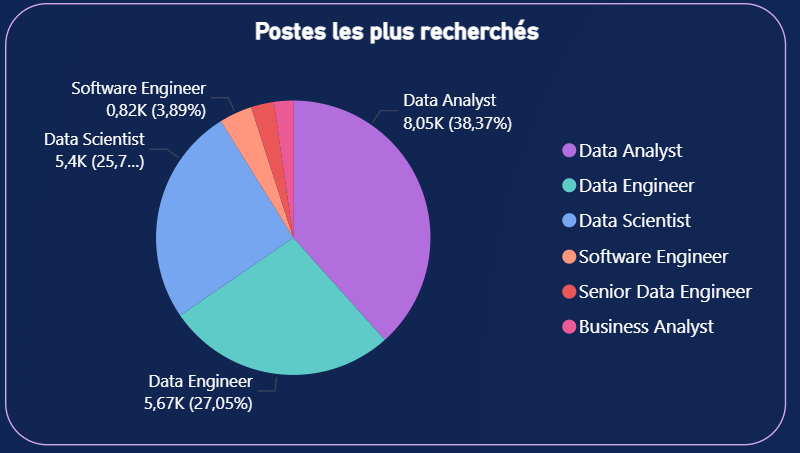 Postes les plus recherchés
Software Engineer
0,82K (3,89%)
Data Scientist
5,4K (25,7...)
Data Analyst
8,05K (38,37%)
Data Engineer
5,67K (27,05%)
Data Analyst
Data Engineer
Data Scientist
Software Engineer
Senior Data Engineer
Business Analyst